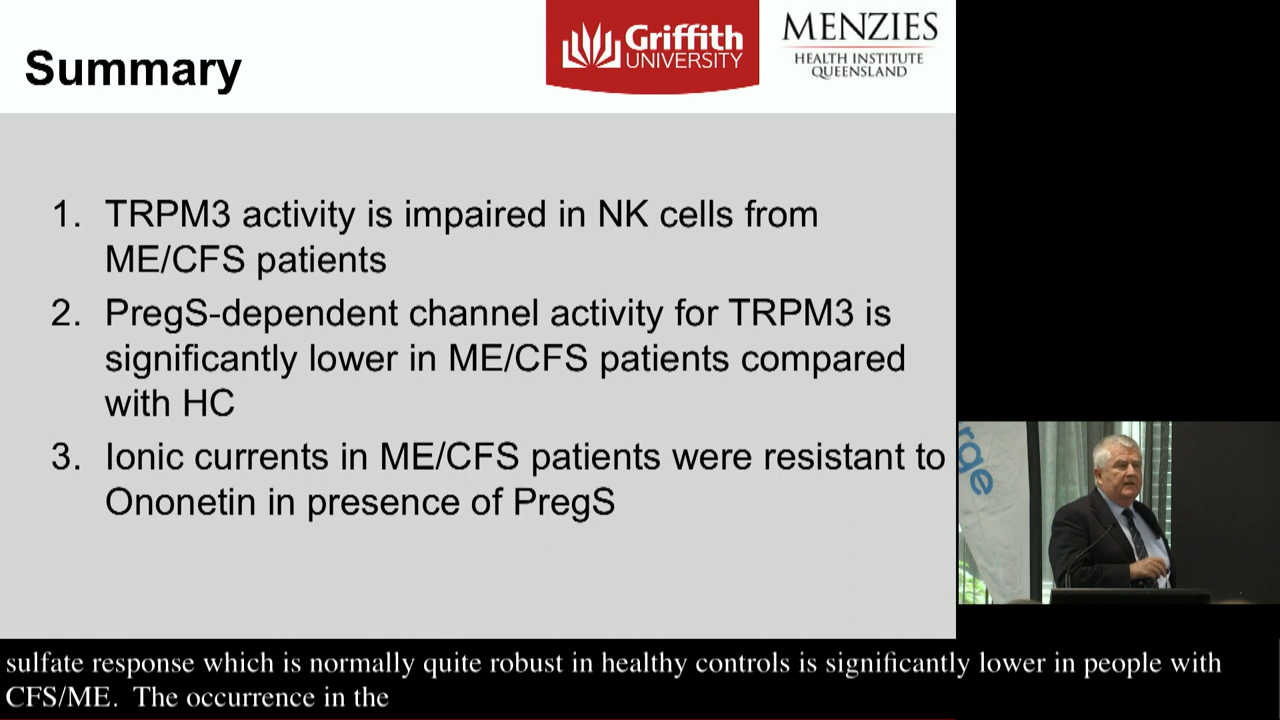 Summary
Griffith
UNIVERSITY
MENZIES
HEALTH INSTITUTE
QUEENSLAND
1. TRPM3 activity is impaired in NK cells from
ME/CFS patients
2. PregS-dependent channel activity for TRPM3 is
significantly lower in ME/CFS patients compared
with HC
3. Ionic currents in ME/CFS patients were resistant to
Ononetin in presence of PregS
rge
sulfate response which is normally quite robust in healthy controls is significantly lower in people with
CFS/ME. The occurrence in the